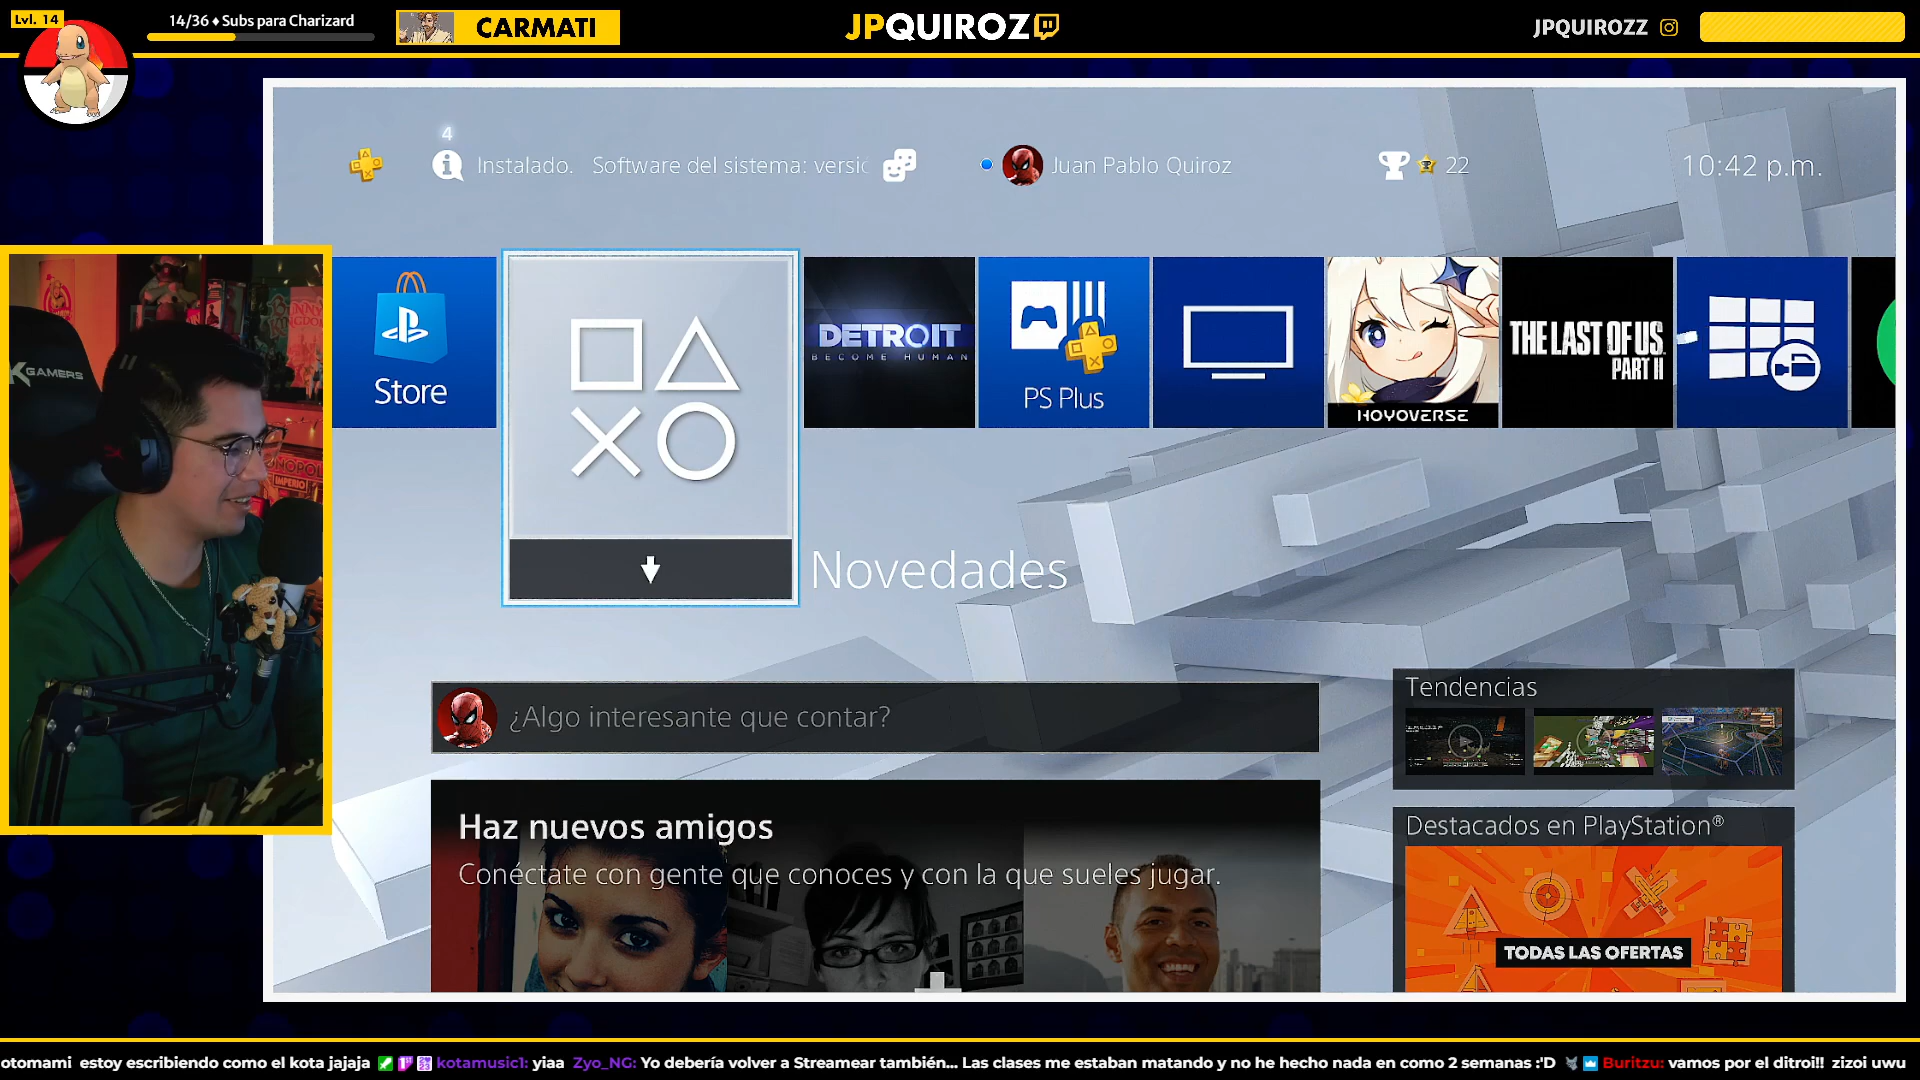 Lvl. 14
14/36 ♦ Subs para Charizard
CARMATI
JPQUIROZ
JPQUIROZZ
4
Instalado. Software del sistema: versic
Juan Pablo Quiroz
22
10:42 p.m.
GAMERS
MONOPOLY
IMPERIO
Store
DETROIT
BECOME HUMAN
PS Plus
HOYOVERSE
THE LAST OF US
PART II
Novedades
¿Algo interesante que contar?
Tendencias
Haz nuevos amigos
Conéctate con gente que conoces y con la que sueles jugar.
Destacados en PlayStation®
TODAS LAS OFERTAS
otomami estoy escribiendo como el kota jajaja kotamusic1: yiaa Zyo_NG: Yo debería volver a Streamear también... Las clases me estaban matando y no he hecho nada en como 2 semanas :'D Buritzu: vamos por el ditroi!! zizoi uwu